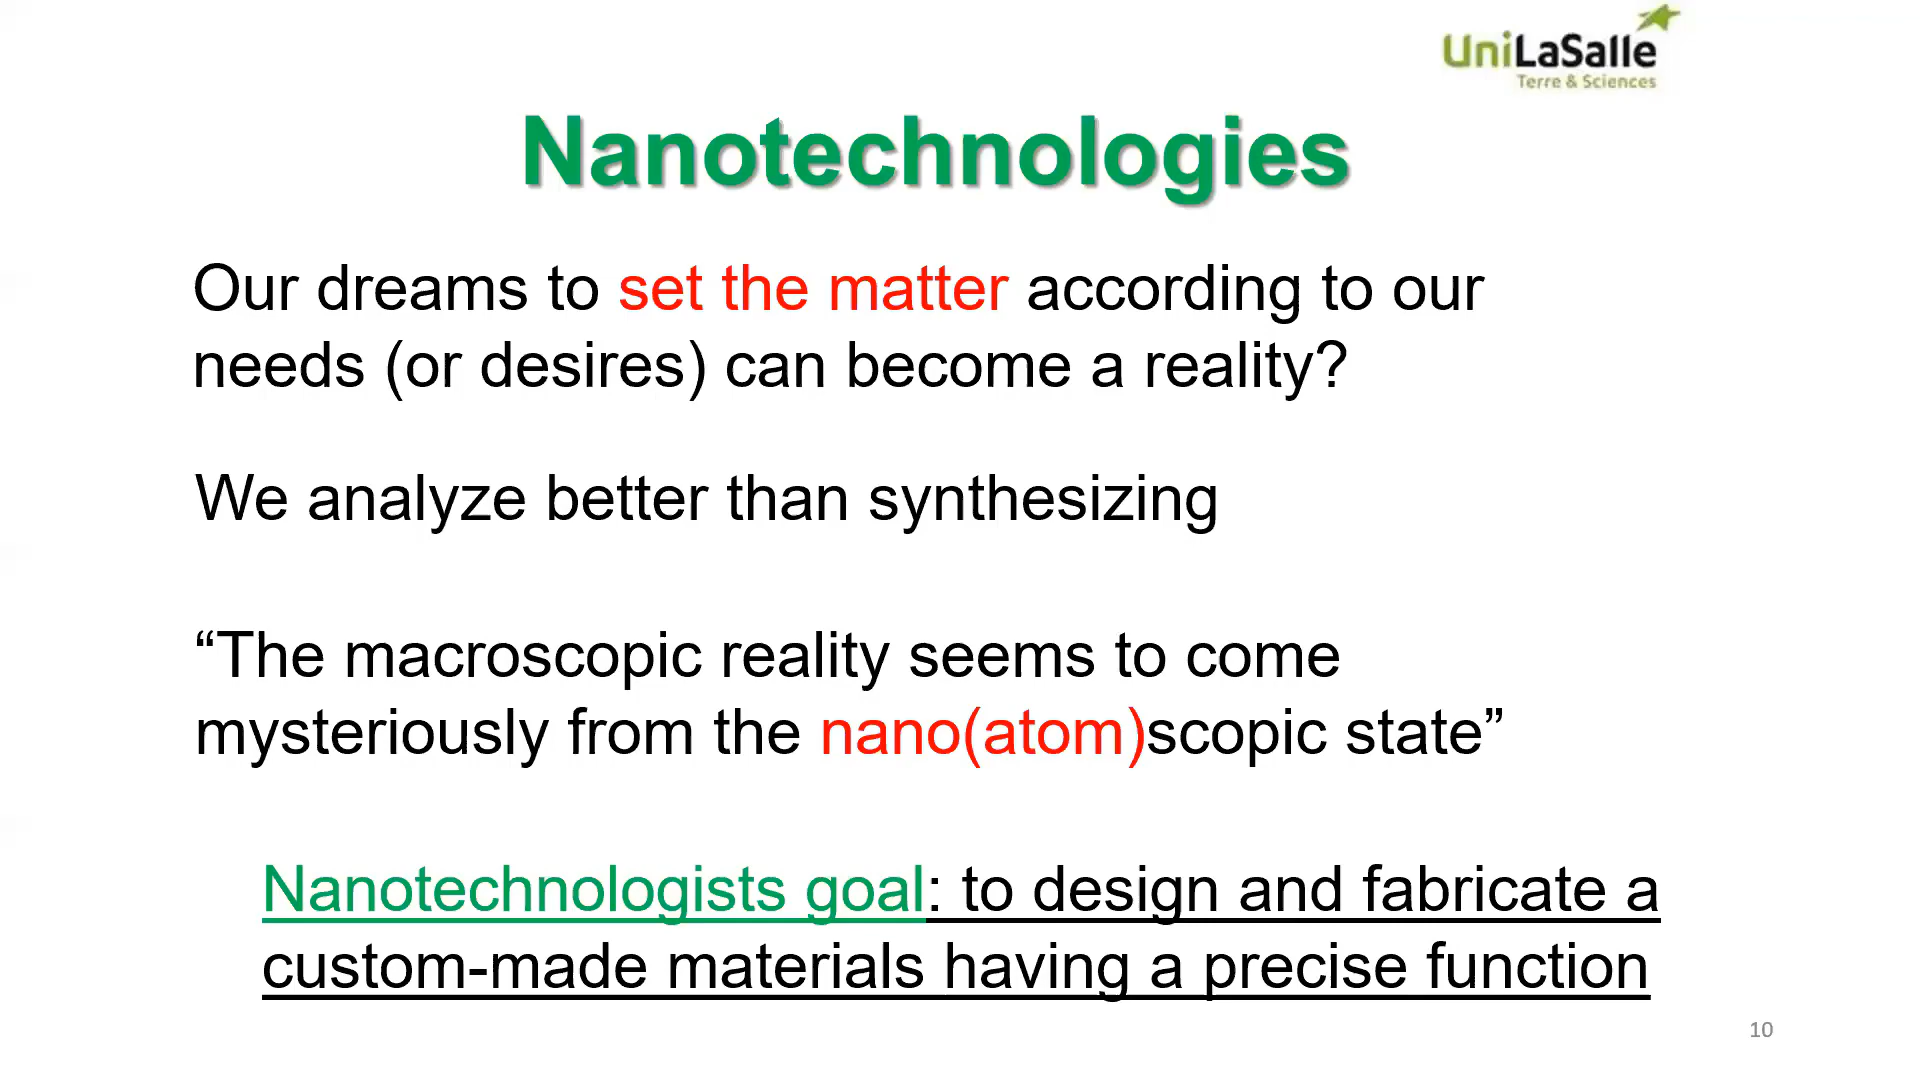 UniLaSalle
Terre & Sciences
Nanotechnologies
Our dreams to set the matter according to our
needs (or desires) can become a reality?
We analyze better than synthesizing
“The macroscopic reality seems to come
mysteriously from the nano(atom)scopic state”
Nanotechnologists goal: to design and fabricate a
custom-made materials having a precise function
10